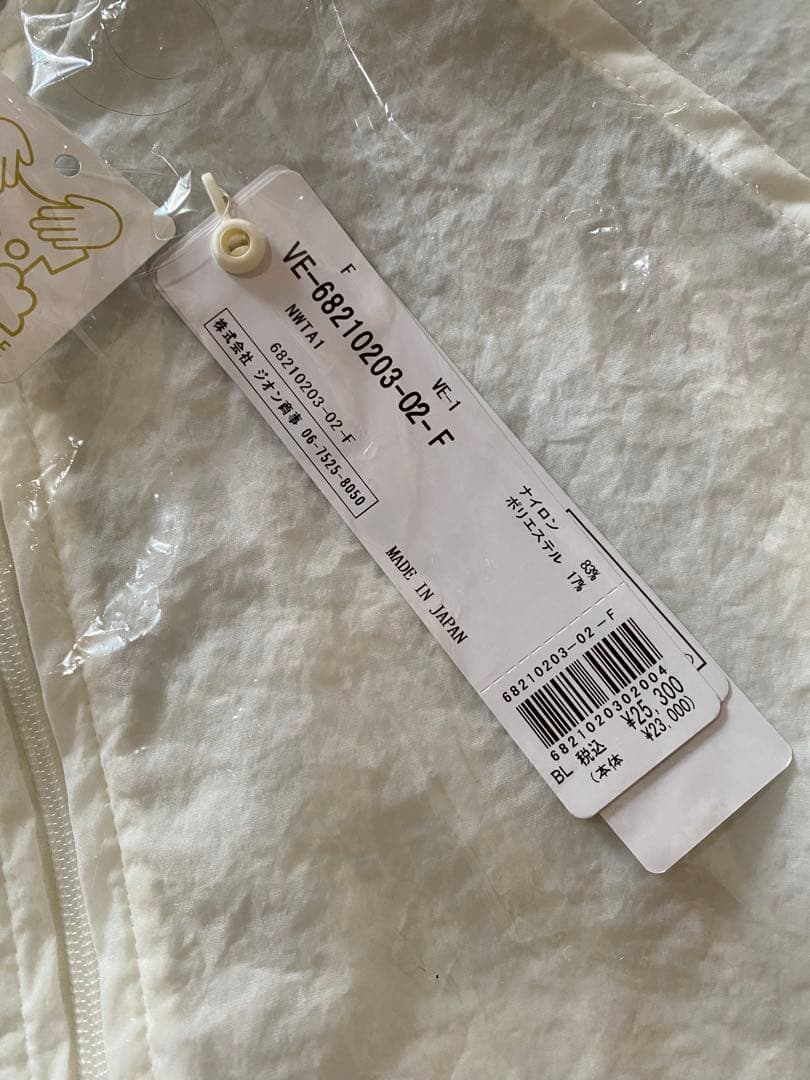 F
VE-68210203-02-F
VE-1
NWTA1
68210203-02-F
株式会社 ジオン商事 06-7525-8050
ナイロン 83%
ポリエステル 17%
MADE IN JAPAN
68210203-02-F
6821020302004
BL 税込 ¥25,300
(本体 ¥23,000)